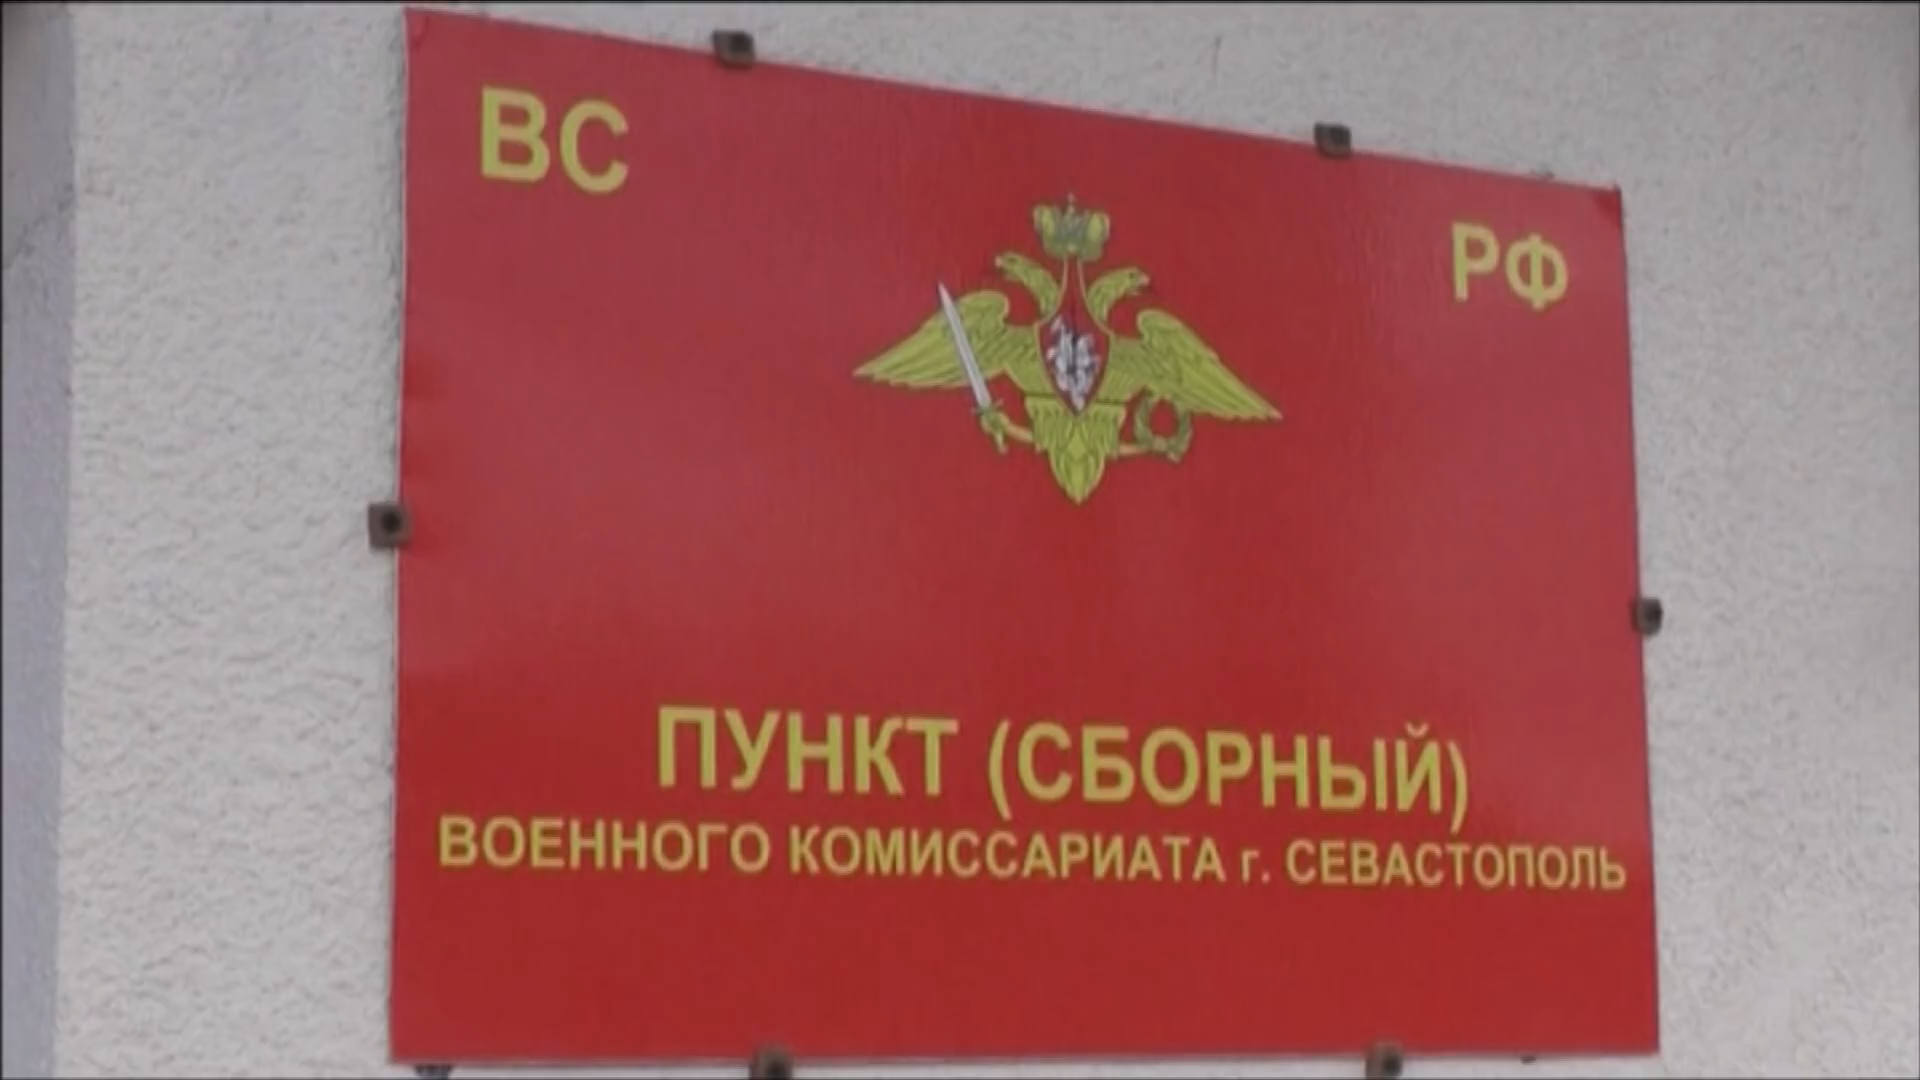 ВС
РФ
ПУНКТ (СБОРНЫЙ)
ВОЕННОГО КОМИССАРИАТА г. СЕВАСТОПОЛЬ